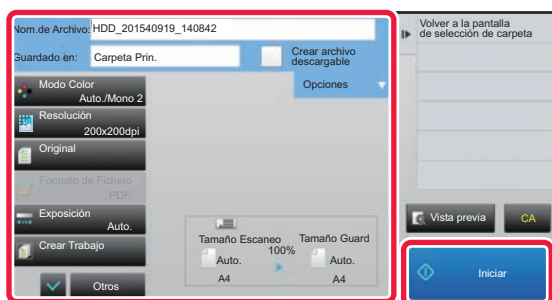 Nom.de Archivo: HDD_201540919_140842
Guardado en: Carpeta Prin.
Crear archivo
descargable
Opciones
Modo Color
Auto./Mono 2
Resolución
200x200dpi
Original
Formato de Fichero
PDF
Exposición
Auto.
Crear Trabajo
Otros
Tamaño Escaneo
100%
Tamaño Guard
Auto.
Auto.
A4
A4
Volver a la pantalla
de selección de carpeta
Vista previa
CA
Iniciar